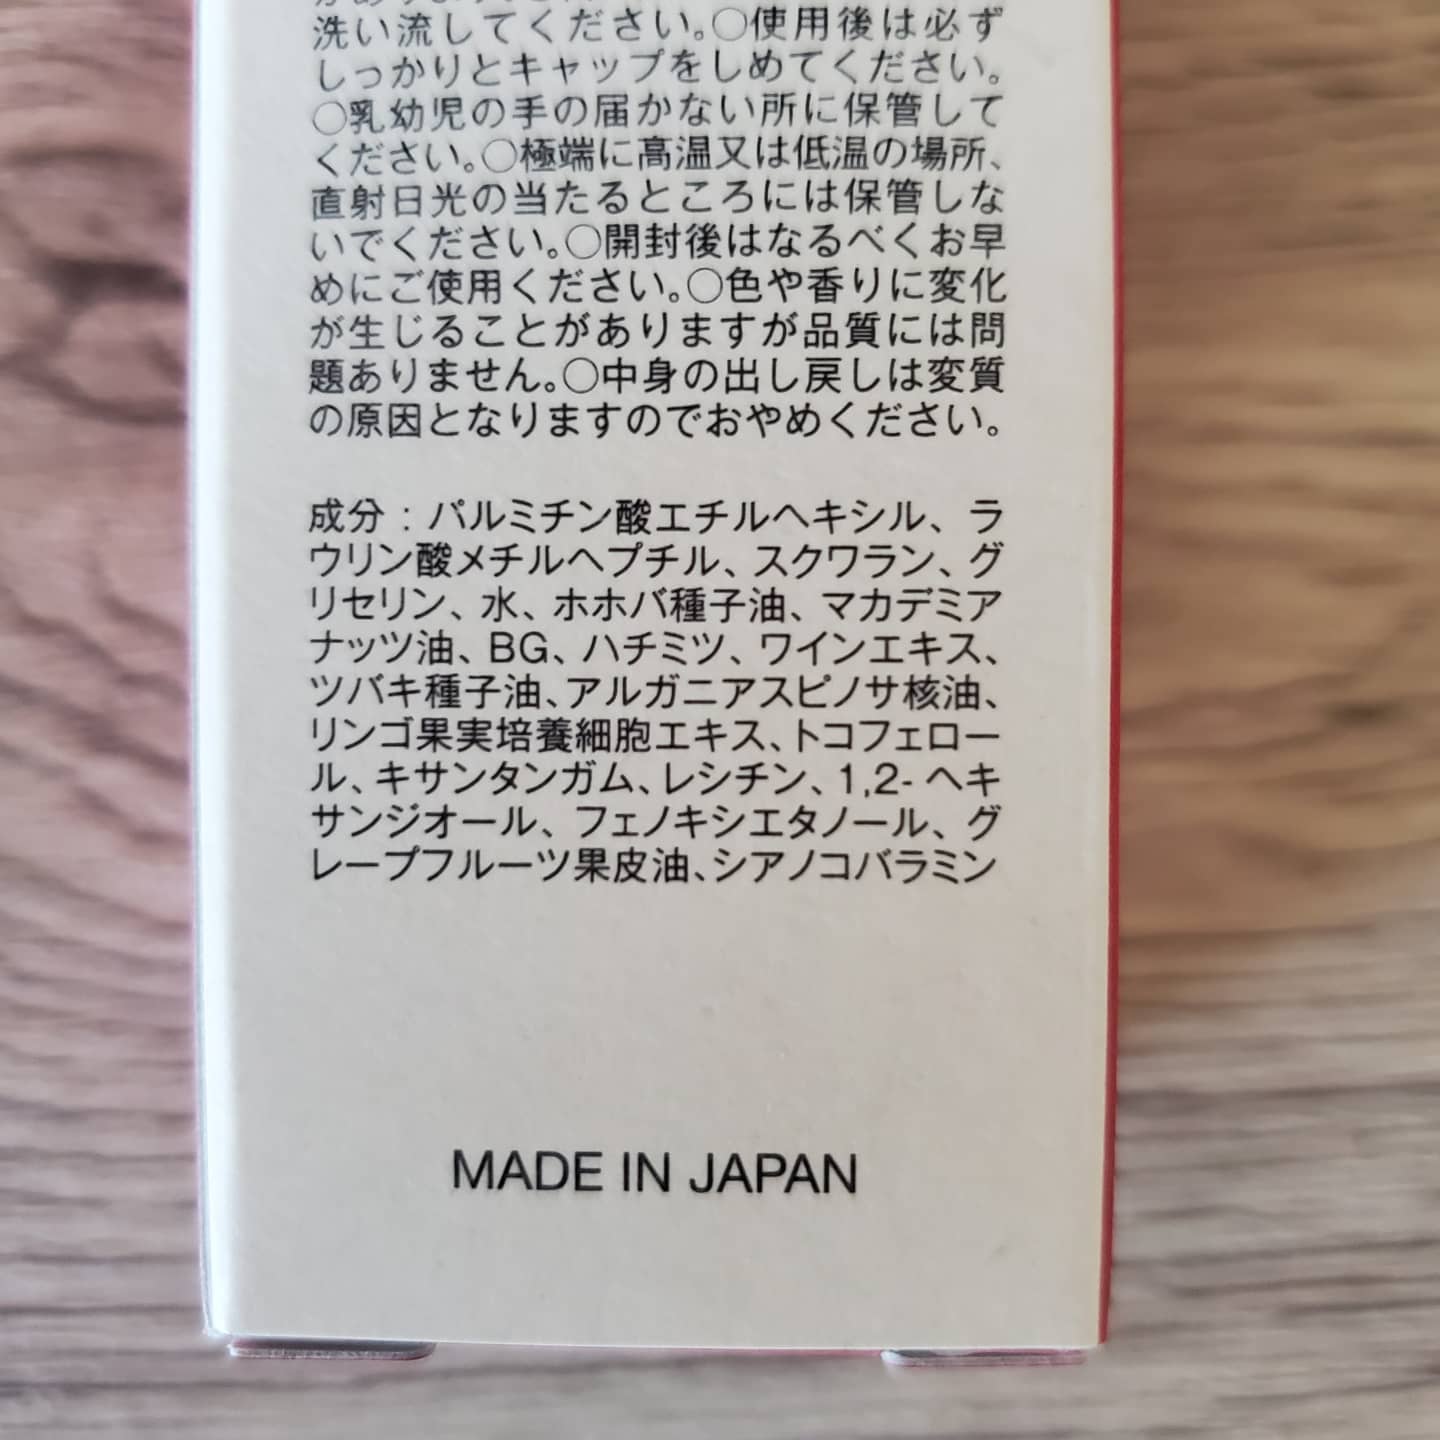 洗い流してください。○使用後は必ず
しっかりとキャップをしめてください。
○乳幼児の手の届かない所に保管して
ください。○極端に高温又は低温の場所、
直射日光の当たるところには保管しな
いでください。○開封後はなるべくお早
めにご使用ください。○色や香りに変化
が生じることがありますが品質には問
題ありません。○中身の出し戻しは変質
の原因となりますのでおやめください。
成分：パルミチン酸エチルヘキシル、ラ
ウリン酸メチルヘプチル、スクワラン、グ
リセリン、水、ホホバ種子油、マカデミア
ナッツ油、BG、ハチミツ、ワインエキス、
ツバキ種子油、アルガニアスピノサ核油、
リンゴ果実培養細胞エキス、トコフェロー
ル、キサンタンガム、レシチン、1,2-ヘキ
サンジオール、フェノキシエタノール、グ
レープフルーツ果皮油、シアノコバラミン
MADE IN JAPAN